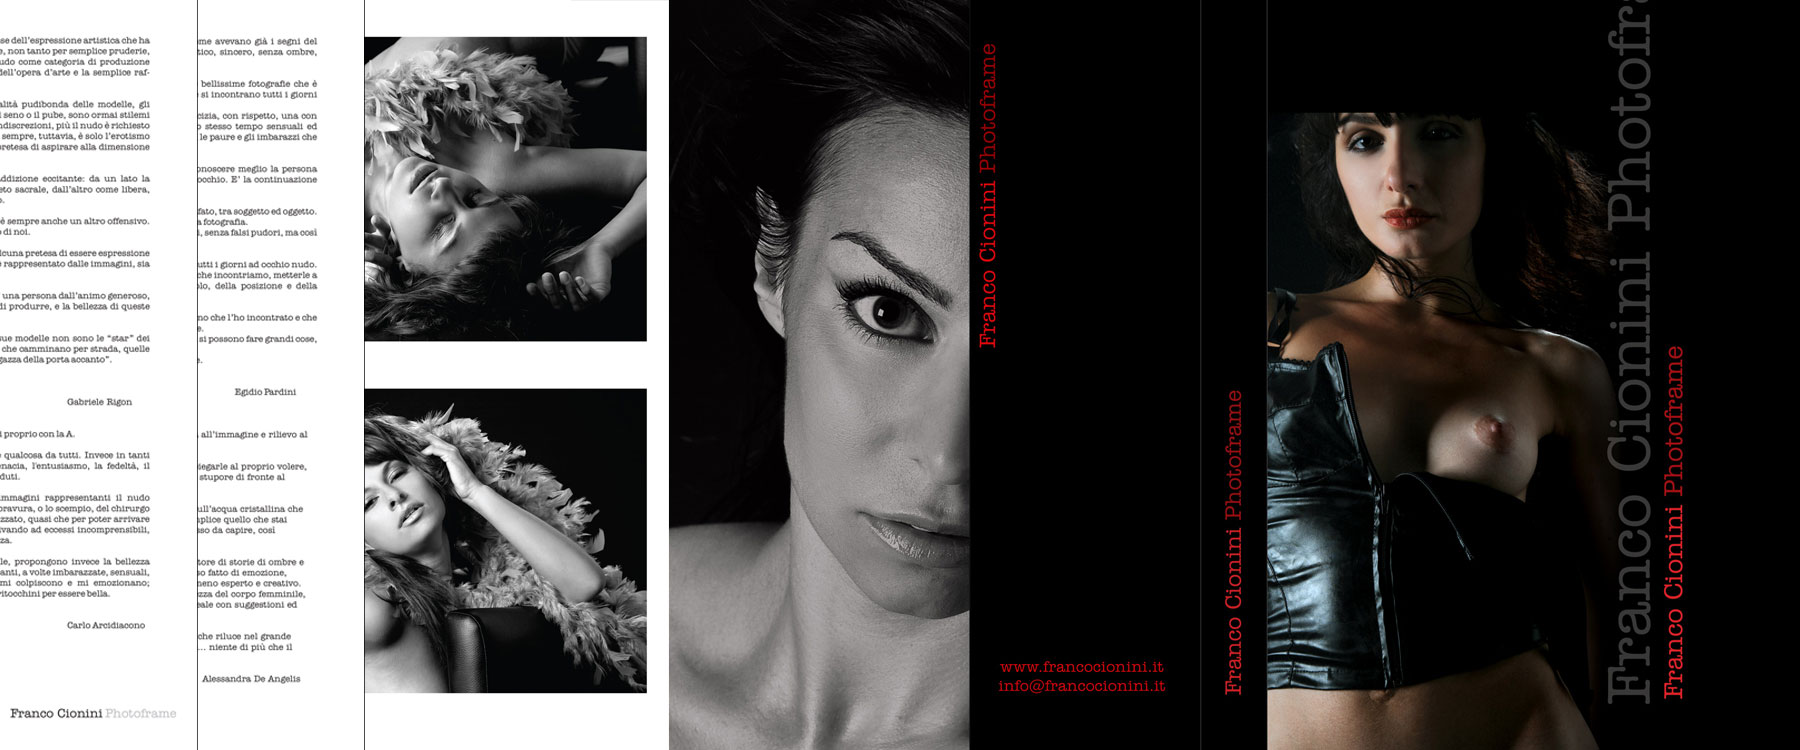 se dell'espressione artistica che ha
e, non tanto per semplice pruderie,
udo come categoria di produzione
dell'opera d'arte e la semplice raf-
alità pudibonda delle modelle, gli
l seno o il pube, sono ormai stilemi
ndiscrezioni, più il nudo è richiesto
sempre, tuttavia, è solo l'erotismo
pretesa di aspirare alla dimensione
addizione eccitante: da un lato la
eto sacrale, dall'altro come libera,
o.
è sempre anche un altro offensivo.
o di noi.
lcuna pretesa di essere espressione
e rappresentato dalle immagini, sia
una persona dall'animo generoso,
di produrre, e la bellezza di queste
sue modelle non sono le "star" dei
che camminano per strada, quelle
gazza della porta accanto".
Gabriele Rigon
i proprio con la A.
e qualcosa da tutti. Invece in tanti
enacia, l'entusiasmo, la fedeltà, il
duti.
mmagini rappresentanti il nudo
bravura, o lo scempio, del chirurgo
zzato, quasi che per poter arrivare
ivando ad eccessi incomprensibili,
za.
le, propongono invece la bellezza
anti, a volte imbarazzate, sensuali,
mi colpiscono e mi emozionano;
ritocchini per essere bella.
Carlo Arcidiacono
Franco Cionini Photoframe
me avevano già i segni del
tico, sincero, senza ombre,
bellissime fotografie che è
si incontrano tutti i giorni
cizia, con rispetto, una con
o stesso tempo sensuali ed
le paure e gli imbarazzi che
onoscere meglio la persona
occhio. E' la continuazione
fato, tra soggetto ed oggetto.
a fotografia.
i, senza falsi pudori, ma così
utti i giorni ad occhio nudo.
che incontriamo, metterle a
olo, della posizione e della
no che l'ho incontrato e che
e.
si possono fare grandi cose,
e.
Egidio Pardini
all'immagine e rilievo al
iegarle al proprio volere,
stupore di fronte al
ull'acqua cristallina che
mplice quello che stai
so da capire, così
tore di storie di ombre e
so fatto di emozione,
meno esperto e creativo.
zza del corpo femminile,
eale con suggestioni ed
che riluce nel grande
... niente di più che il
Alessandra De Angelis
Franco Cionini Photoframe
www.francocionini.it
info@francocionini.it
Franco Cionini Photoframe
Franco Cionini Photofra
Franco Cionini Photoframe